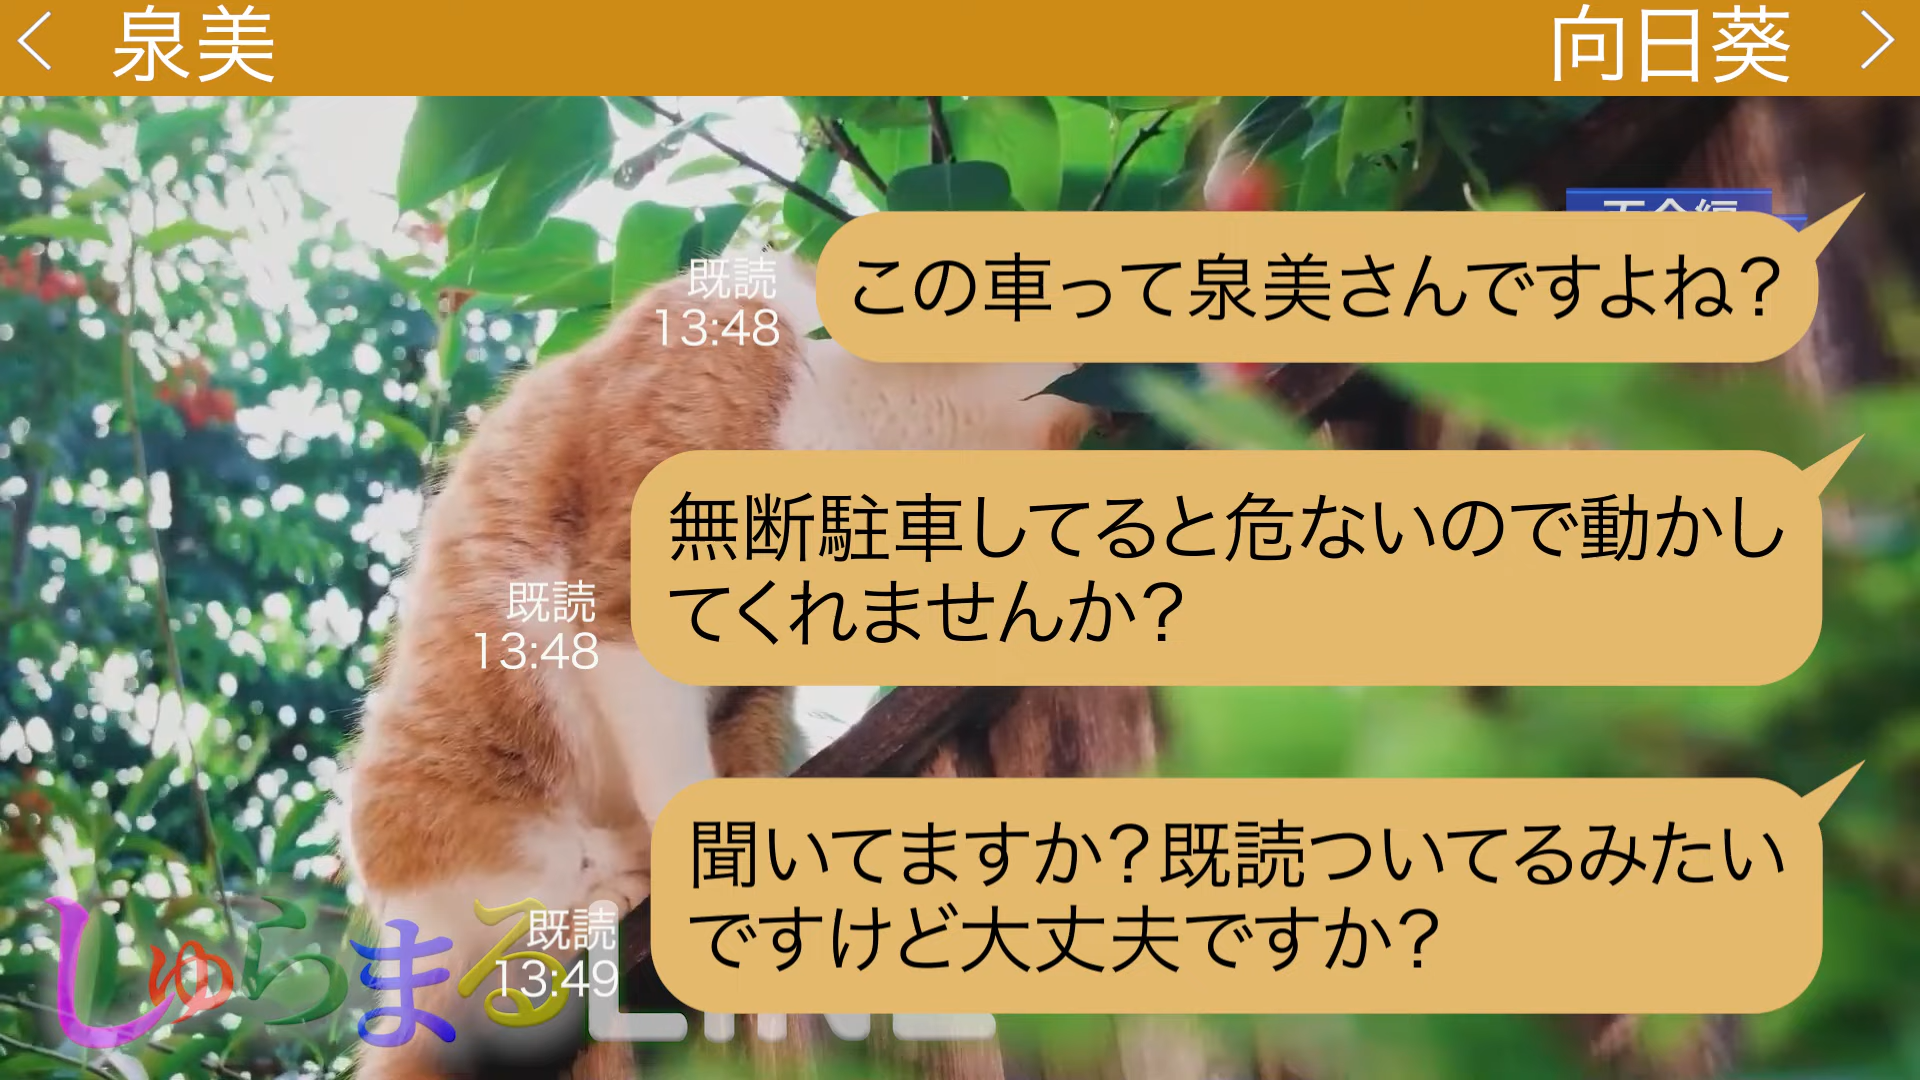 泉美
向日葵
この車って泉美さんですよね？
既読
13:48
無断駐車してると危ないので動かし
てくれませんか？
既読
13:48
聞いてますか？既読ついてるみたい
ですけど大丈夫ですか？
既読
13:49
しゅらまるLINE